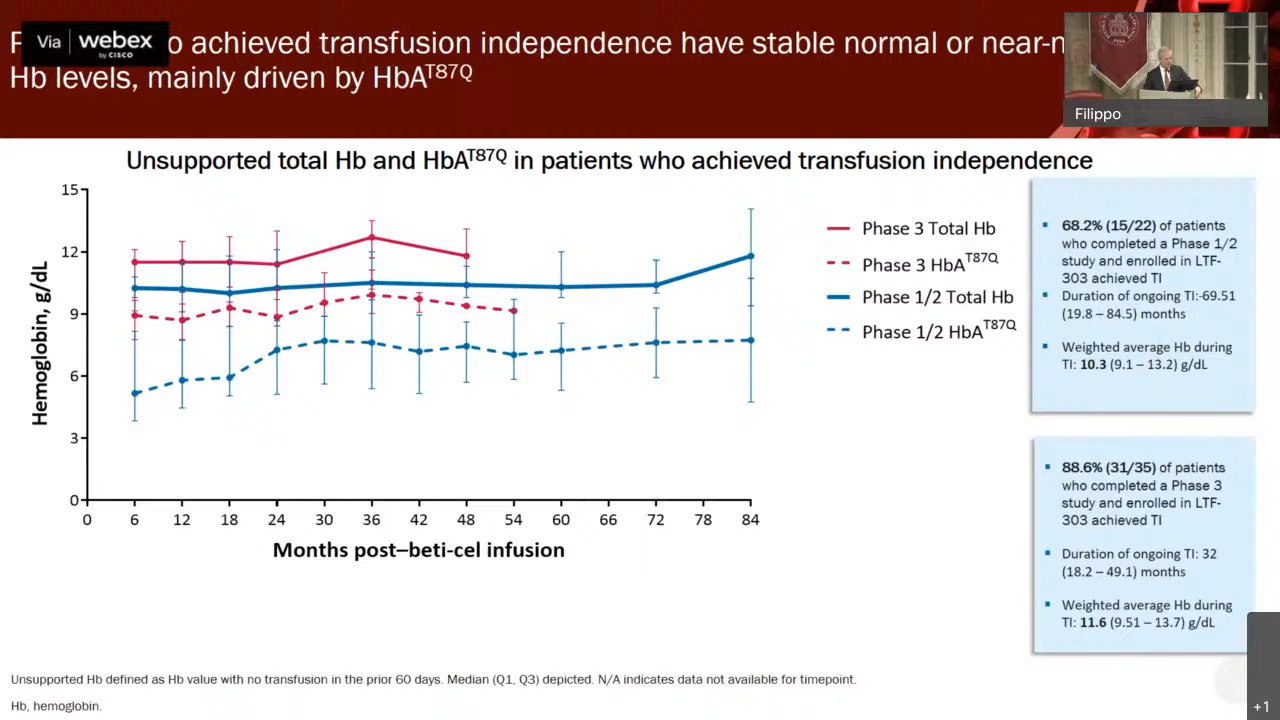 Via webex
by CISCO
o achieved transfusion independence have stable normal or near-n
Hb levels, mainly driven by HbAT87Q
Filippo
Unsupported total Hb and HbAT87Q in patients who achieved transfusion independence
Hemoglobin, g/dL
15
12
9
6
3
0
0 6 12 18 24 30 36 42 48 54 60 66 72 78 84
Months post–beti-cel infusion
Phase 3 Total Hb
Phase 3 HbAT87Q
Phase 1/2 Total Hb
Phase 1/2 HbAT87Q
68.2% (15/22) of patients
who completed a Phase 1/2
study and enrolled in LTF-
303 achieved TI
Duration of ongoing TI:-69.51
(19.8 – 84.5) months
Weighted average Hb during
TI: 10.3 (9.1 – 13.2) g/dL
88.6% (31/35) of patients
who completed a Phase 3
study and enrolled in LTF-
303 achieved TI
Duration of ongoing TI: 32
(18.2 – 49.1) months
Weighted average Hb during
TI: 11.6 (9.51 – 13.7) g/dL
Unsupported Hb defined as Hb value with no transfusion in the prior 60 days. Median (Q1, Q3) depicted. N/A indicates data not available for timepoint.
Hb, hemoglobin.
+1